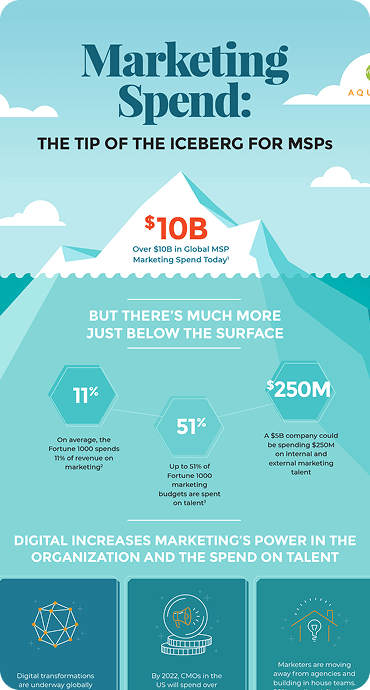 Marketing
Spend:
AQU
THE TIP OF THE ICEBERG FOR MSPs
$10B
Over $10B in Global MSP
Marketing Spend Today¹
BUT THERE'S MUCH MORE
JUST BELOW THE SURFACE
11%
On average, the
Fortune 1000 spends
11% of revenue on
marketing²
51%
Up to 51% of
Fortune 1000
marketing
budgets are spent
on talent³
$250M
A $5B company could
be spending $250M
on internal and
external marketing
talent
DIGITAL INCREASES MARKETING'S POWER IN THE
ORGANIZATION AND THE SPEND ON TALENT
Digital transformations
are underway globally
By 2022, CMOs in the
US will spend over
Marketers are moving
away from agencies and
building in house teams.